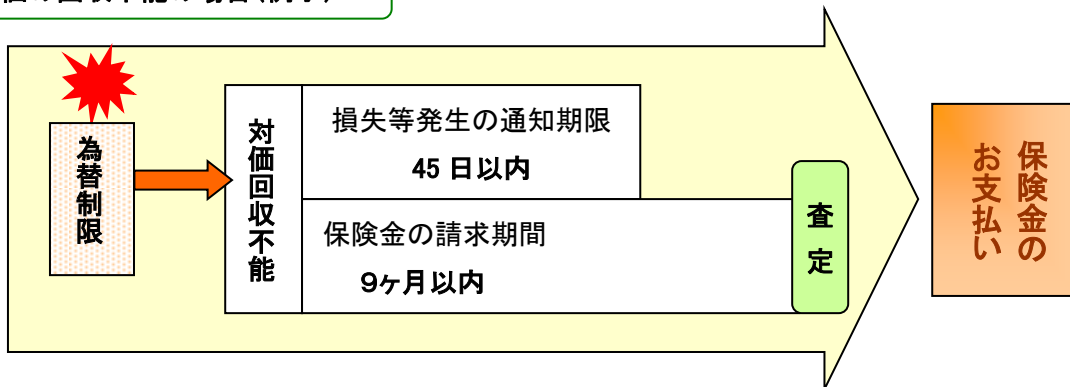 為替制限
対価回収不能
損失等発生の通知期限
45 日以内
保険金の請求期間
9ヶ月以内
査定
保険金の
お支払い